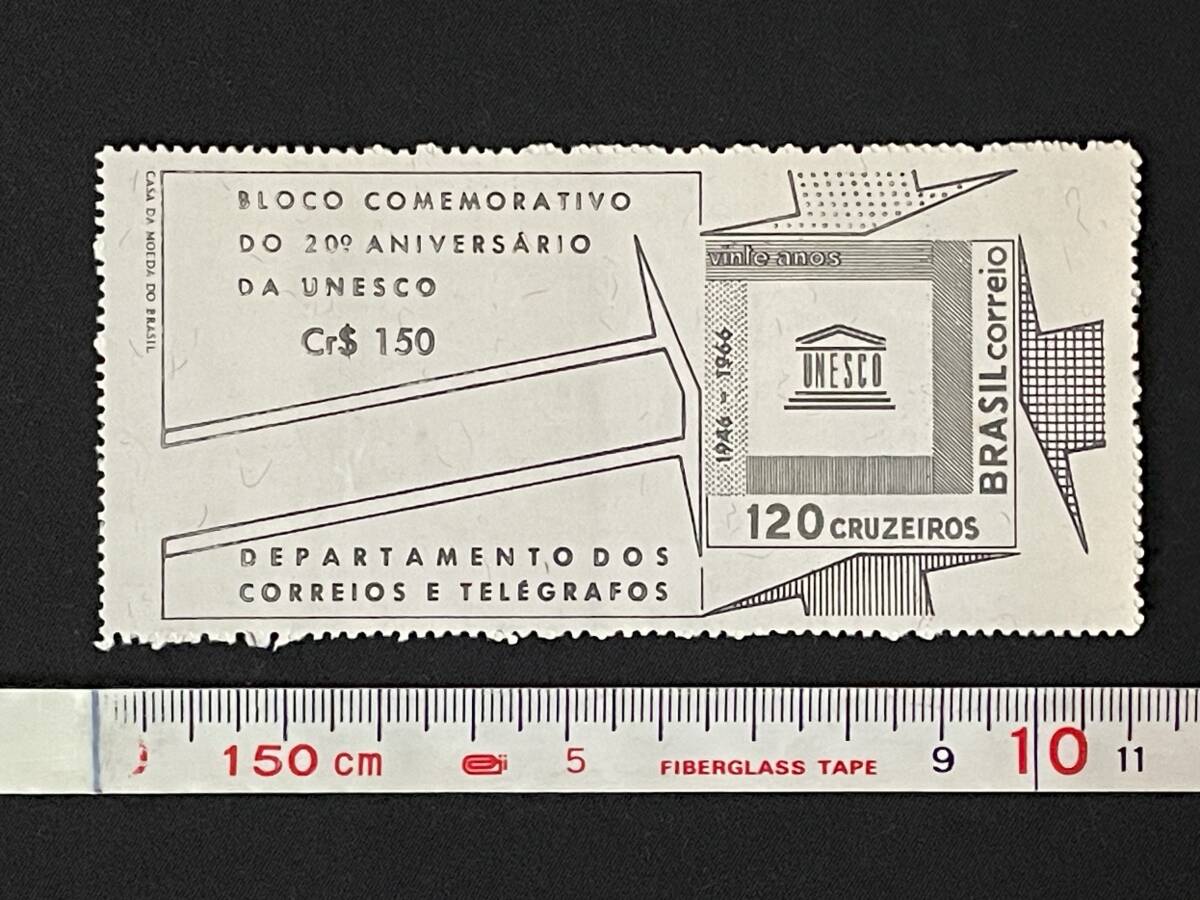 CASA DA MOEDA DO BRASIL
BLOCO COMEMORATIVO
DO 20º ANIVERSÁRIO
DA UNESCO
Cr$ 150
DEPARTAMENTO DOS
CORREIOS E TELÉGRAFOS
vinte anos
1946 - 1966
UNESCO
BRASIL correio
120 CRUZEIROS
150 cm 5 FIBERGLASS TAPE 9 10 11